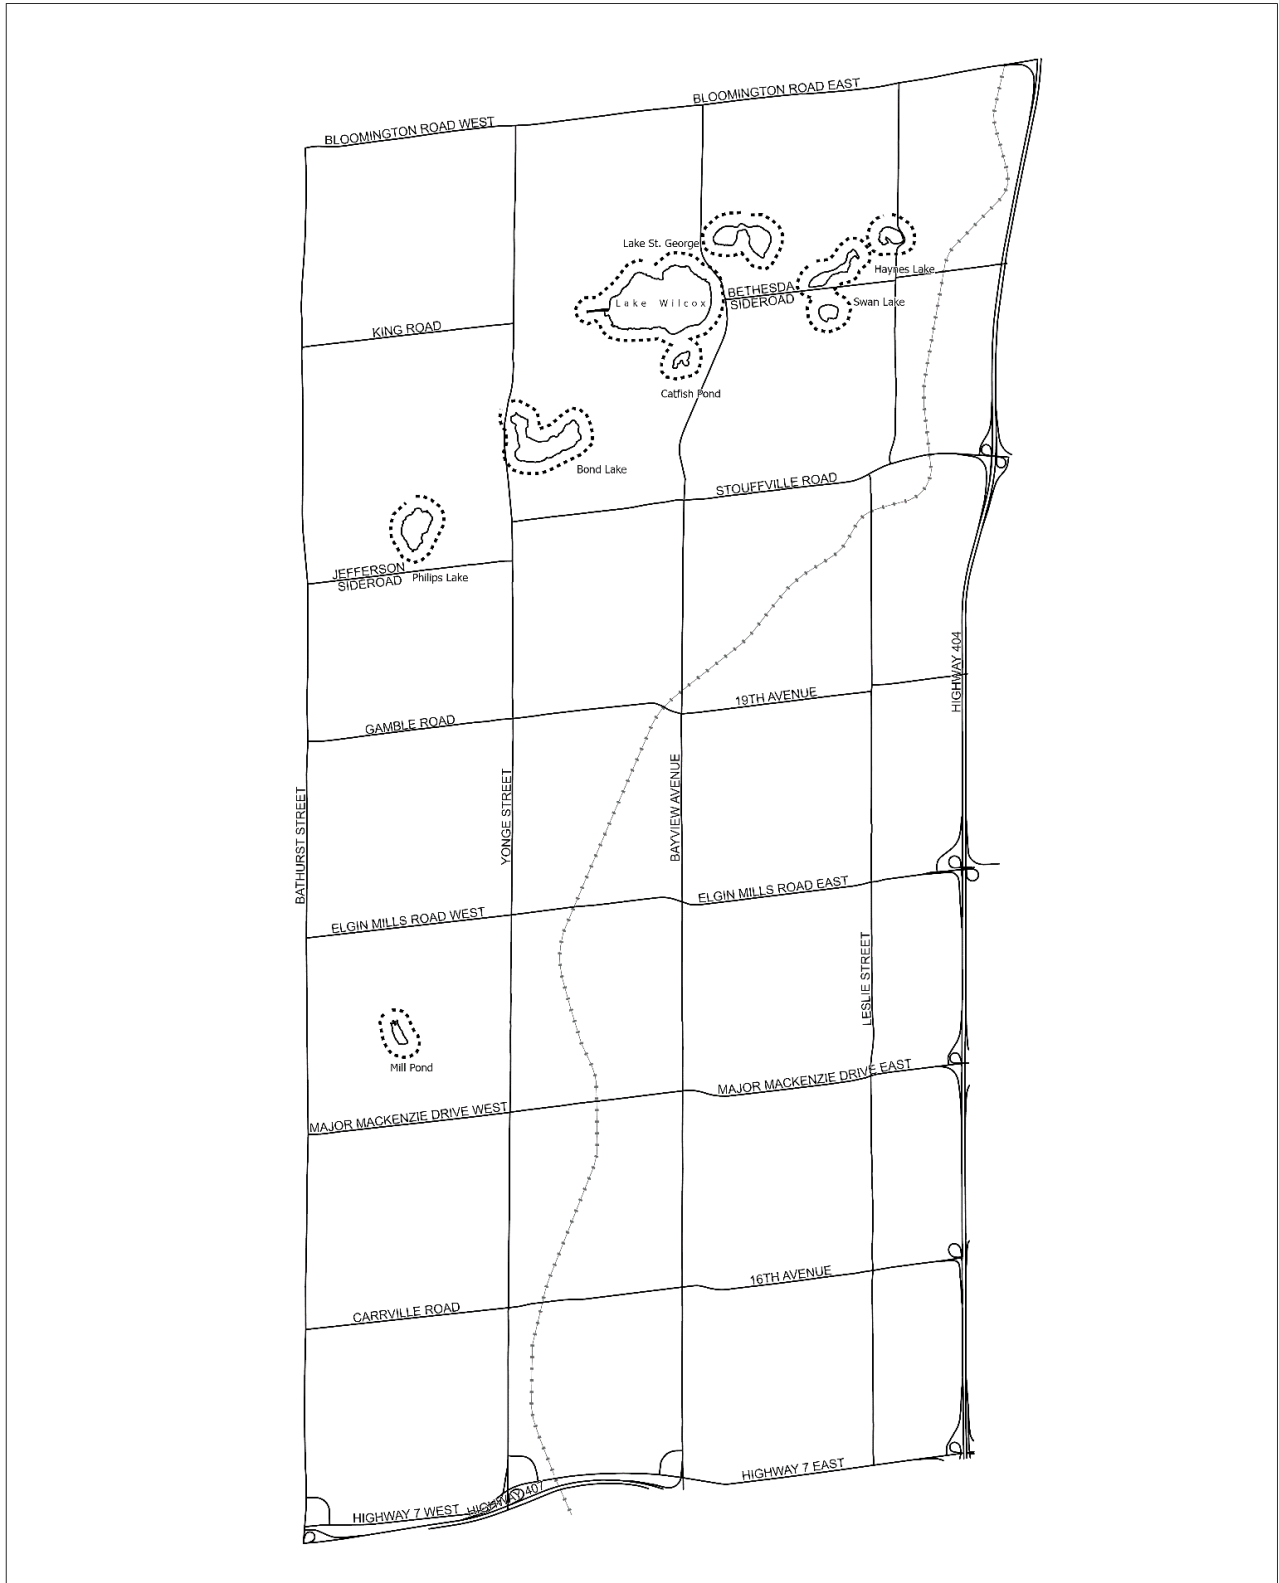 BLOOMINGTON ROAD EAST
BLOOMINGTON ROAD WEST
Lake St. George
Haynes Lake
BETHESDA
SIDEROAD
Lake Wilcox
Swan Lake
KING ROAD
Catfish Pond
Bond Lake
STOUFFVILLE ROAD
JEFFERSON
SIDEROAD
Philips Lake
HIGHWAY 404
19TH AVENUE
GAMBLE ROAD
BATHURST STREET
YONGE STREET
BAYVIEW AVENUE
ELGIN MILLS ROAD EAST
ELGIN MILLS ROAD WEST
LESLIE STREET
Mill Pond
MAJOR MACKENZIE DRIVE EAST
MAJOR MACKENZIE DRIVE WEST
16TH AVENUE
CARRVILLE ROAD
HIGHWAY 7 EAST
HIGHWAY 7 WEST
HIGHWAY 407